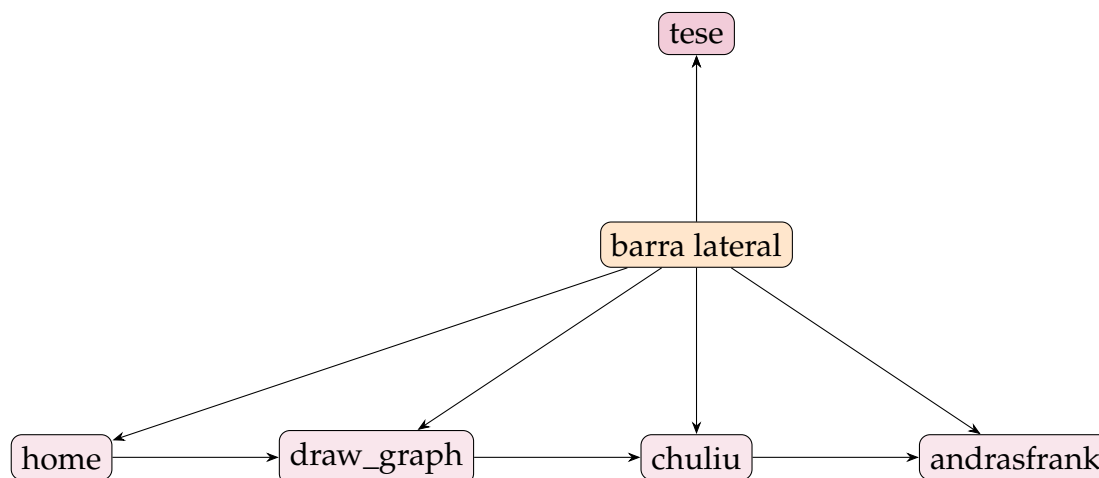 tese
barra lateral
home
draw_graph
chuliu
andrasfrank